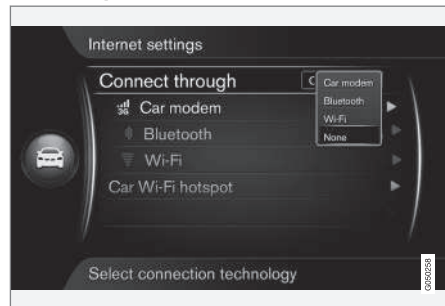 Internet settings
Connect through
Car modem
Bluetooth
Wi-Fi
None
3G Car modem
Bluetooth
Wi-Fi
Car Wi-Fi hotspot
Select connection technology
G050258